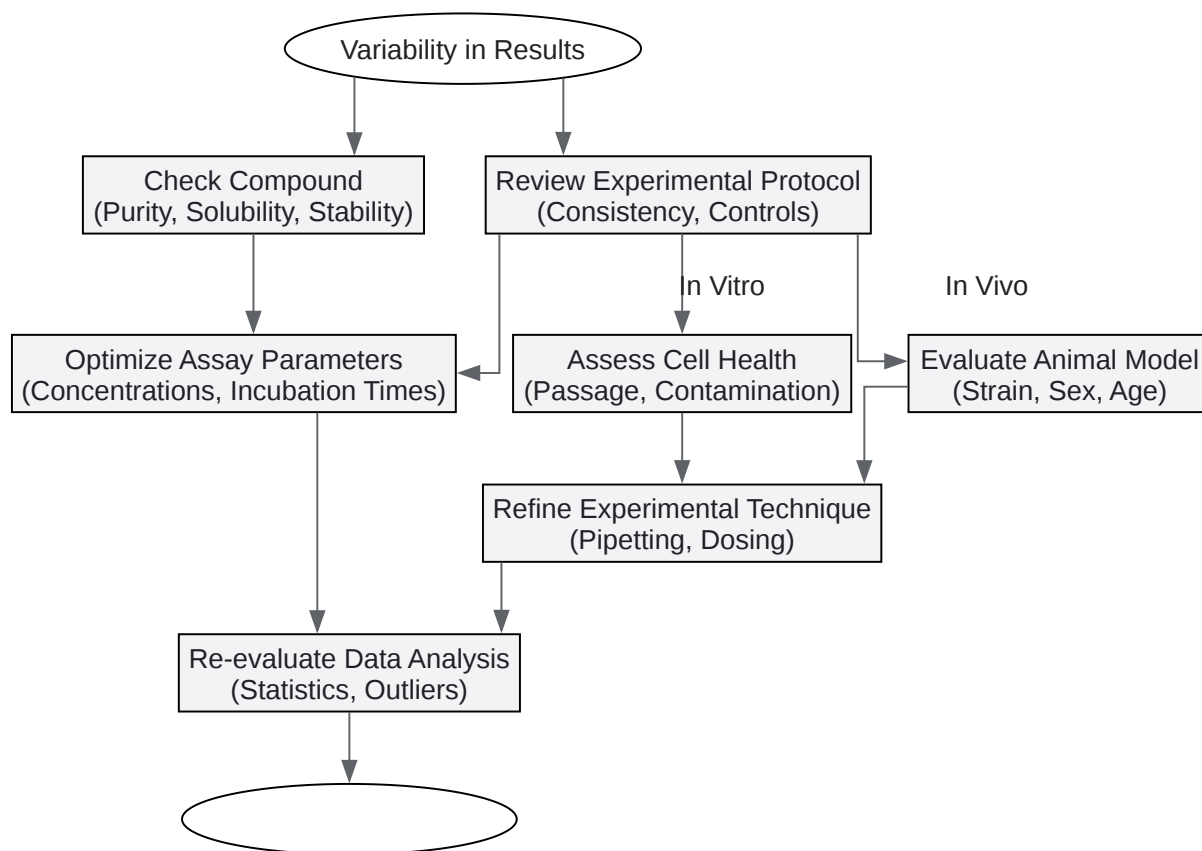 Variability in Results
Check Compound
(Purity, Solubility, Stability)
Review Experimental Protocol
(Consistency, Controls)
In Vitro
In Vivo
Optimize Assay Parameters
(Concentrations, Incubation Times)
Assess Cell Health
(Passage, Contamination)
Evaluate Animal Model
(Strain, Sex, Age)
Refine Experimental Technique
(Pipetting, Dosing)
Re-evaluate Data Analysis
(Statistics, Outliers)